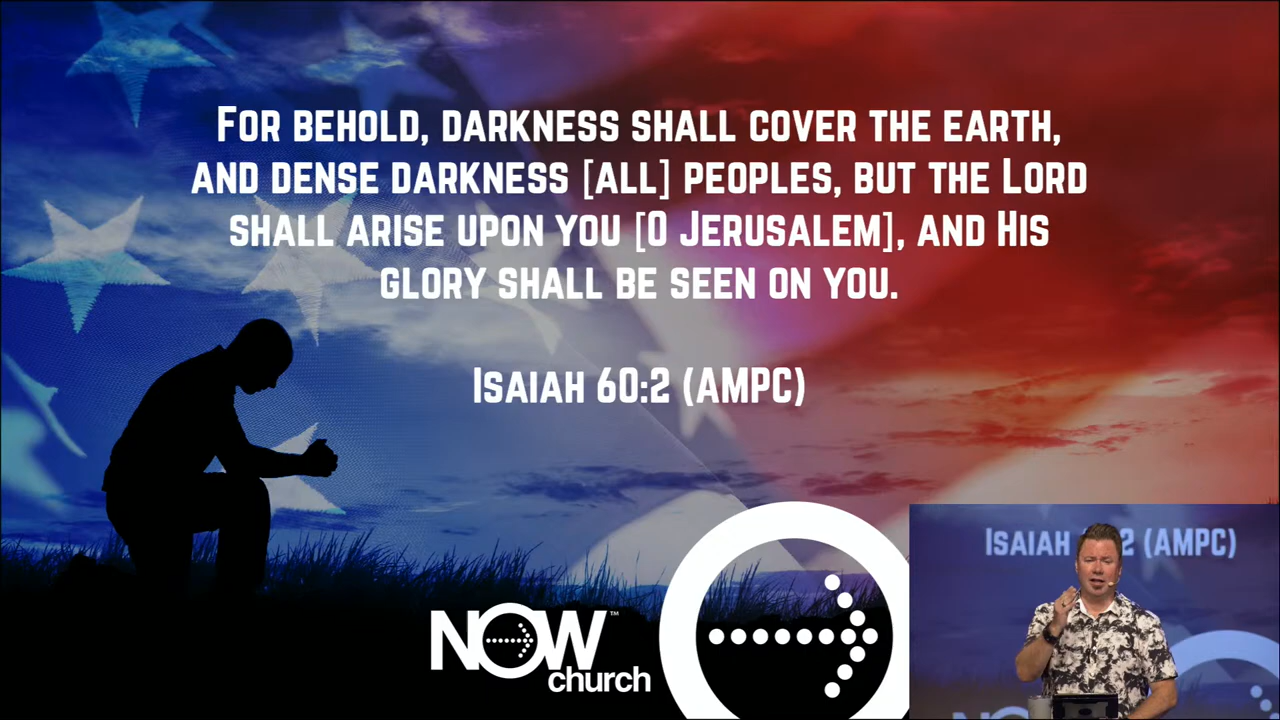 For behold, darkness shall cover the earth,
and dense darkness [all] peoples, but the Lord
shall arise upon you [O Jerusalem], and His
glory shall be seen on you.
Isaiah 60:2 (AMPC)
NOW™
church
Isaiah 2 (AMPC)